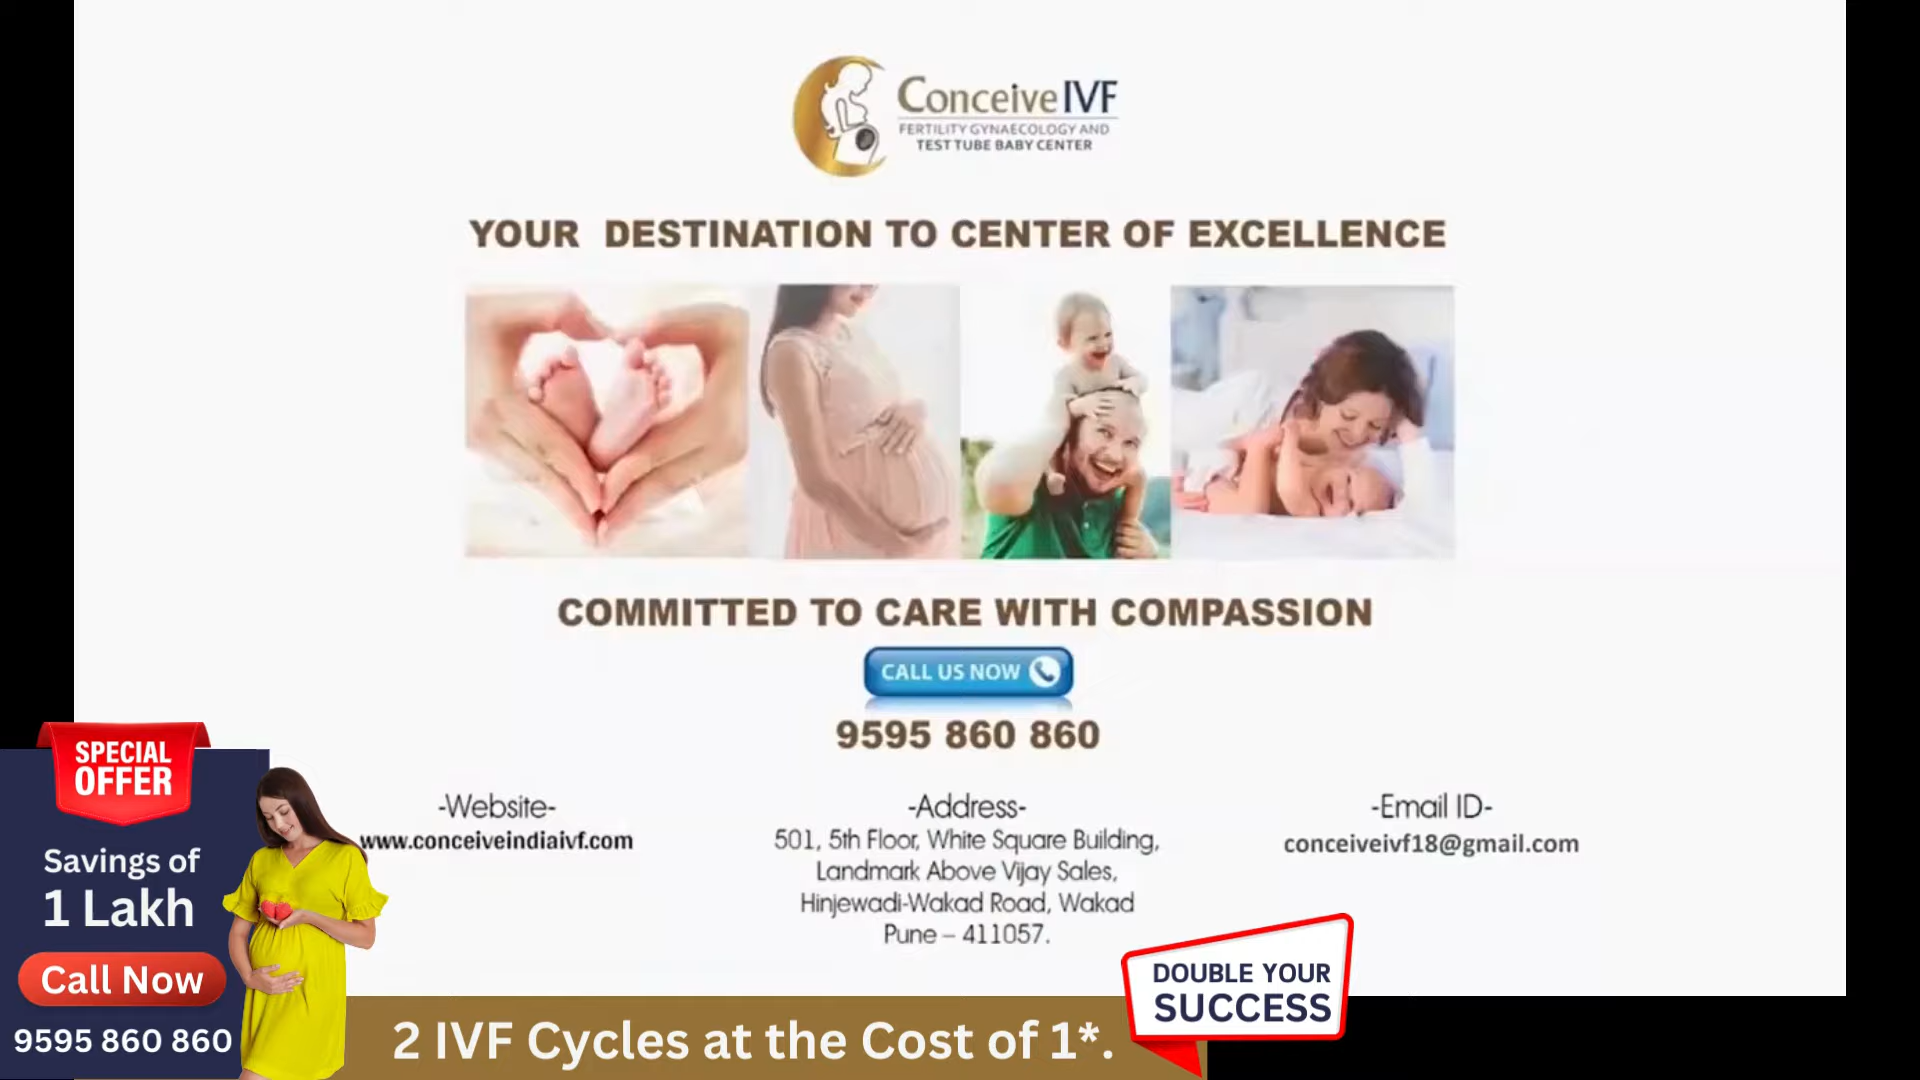 Conceive IVF
FERTILITY GYNAECOLOGY AND
TEST TUBE BABY CENTER
YOUR DESTINATION TO CENTER OF EXCELLENCE
COMMITTED TO CARE WITH COMPASSION
CALL US NOW
9595 860 860
-Website-
www.conceiveindiaivf.com
-Address-
501, 5th Floor, White Square Building,
Landmark Above Vijay Sales,
Hinjewadi-Wakad Road, Wakad
Pune – 411057.
-Email ID-
conceiveivf18@gmail.com
SPECIAL
OFFER
Savings of
1 Lakh
Call Now
9595 860 860
2 IVF Cycles at the Cost of 1*.
DOUBLE YOUR
SUCCESS